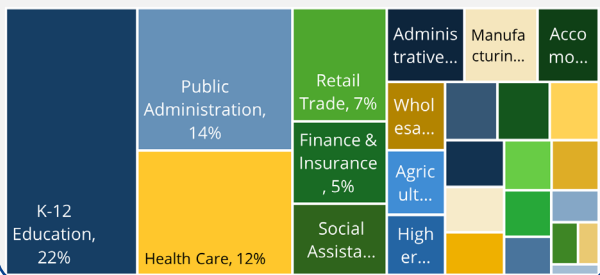 K-12
Education,
22%
Public
Administration,
14%
Health Care, 12%
Retail
Trade, 7%
Finance &
Insurance
, 5%
Social
Assista...
Adminis
trative...
Manufa
cturin...
Acco
mo...
Whol
esa...
Agric
ult...
High
er...